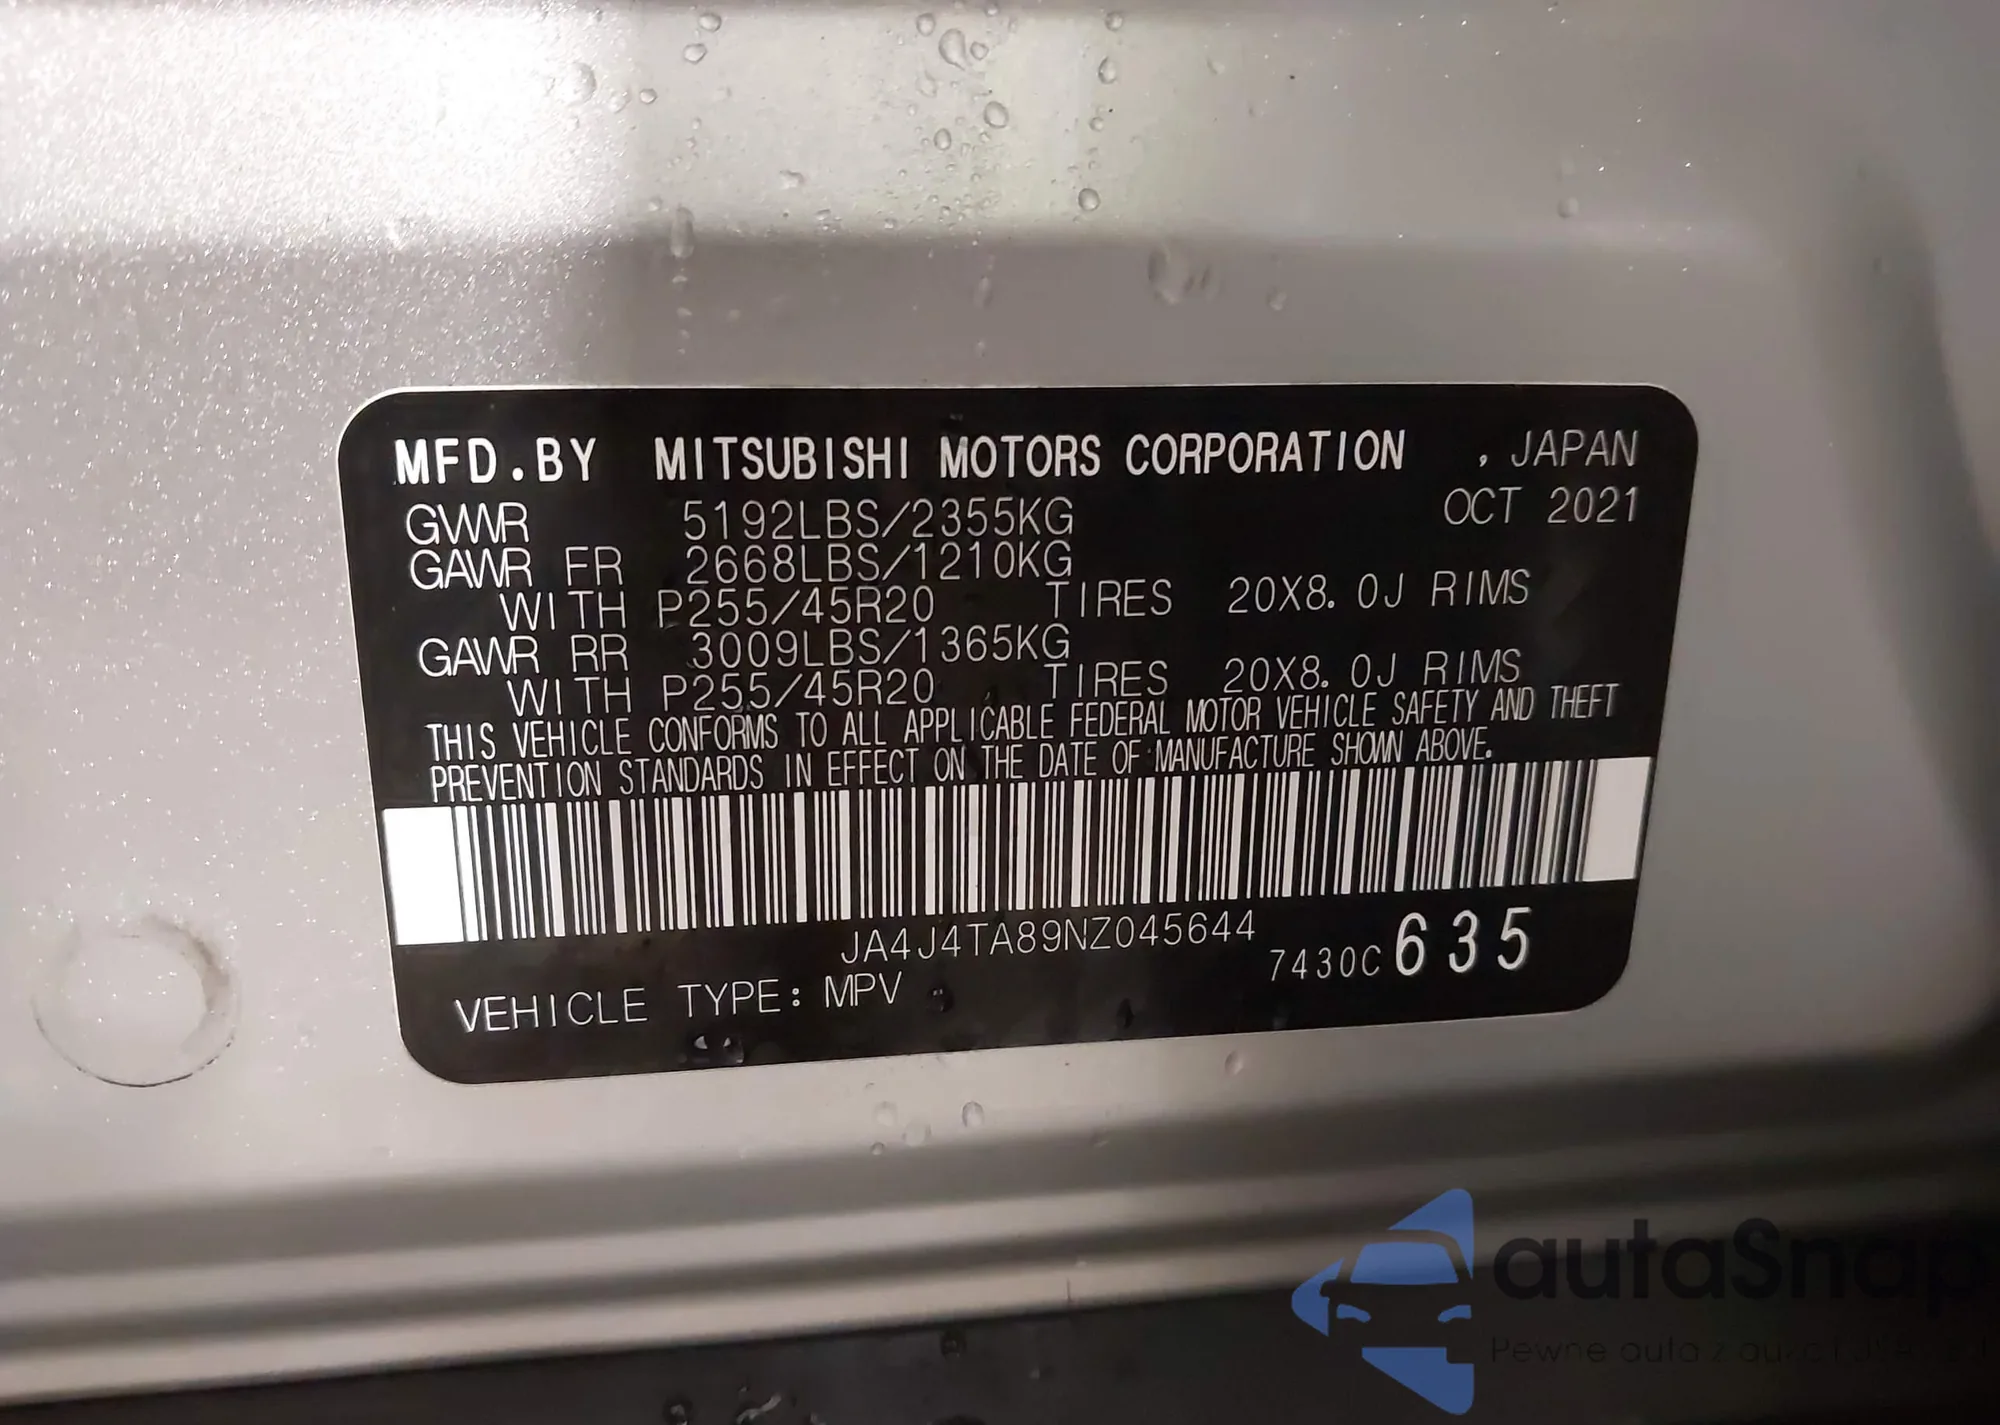 MFD.BY MITSUBISHI MOTORS CORPORATION , JAPAN
GVWR 5192LBS/2355KG OCT 2021
GAWR FR 2668LBS/1210KG
WITH P255/45R20 TIRES 20X8.0J RIMS
GAWR RR 3009LBS/1365KG
WITH P255/45R20 TIRES 20X8.0J RIMS
THIS VEHICLE CONFORMS TO ALL APPLICABLE FEDERAL MOTOR VEHICLE SAFETY AND THEFT
PREVENTION STANDARDS IN EFFECT ON THE DATE OF MANUFACTURE SHOWN ABOVE.
JA4J4TA89NZ045644 7430C635
VEHICLE TYPE: MPV
autaSnap
Pewne auto z